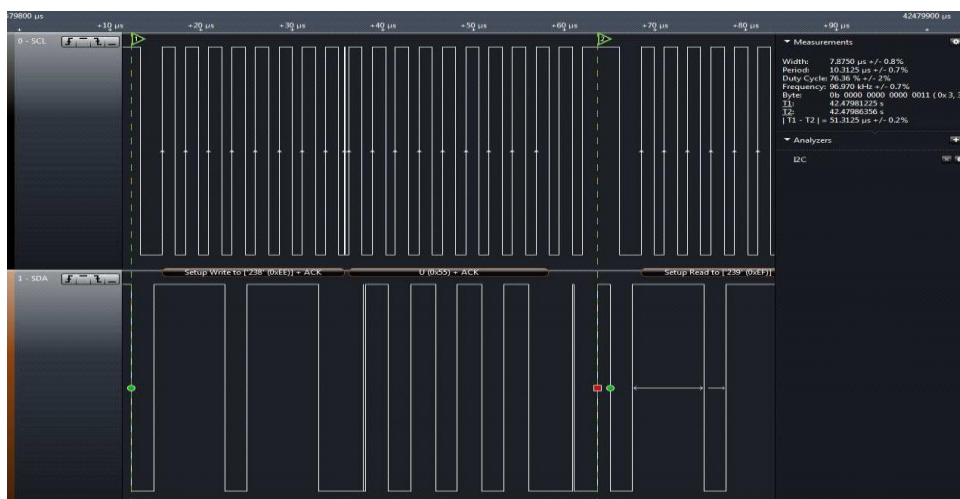 479800 µs
42479900 µs
+10 µs
+20 µs
+30 µs
+40 µs
+50 µs
+60 µs
+70 µs
+80 µs
+90 µs
0 - SCL
1
2
Measurements
Width: 7.8750 µs +/- 0.8%
Period: 10.3125 µs +/- 0.7%
Duty Cycle: 76.36 % +/- 2%
Frequency: 96.970 kHz +/- 0.7%
Byte: 0b 0000 0000 0000 0011 ( 0x 3, 3
T1: 42.47981225 s
T2: 42.47986356 s
| T1 - T2 | = 51.3125 µs +/- 0.2%
Analyzers
I2C
1 - SDA
Setup Write to ['238' (0xEE)] + ACK
U (0x55) + ACK
Setup Read to ['239' (0xEF)]